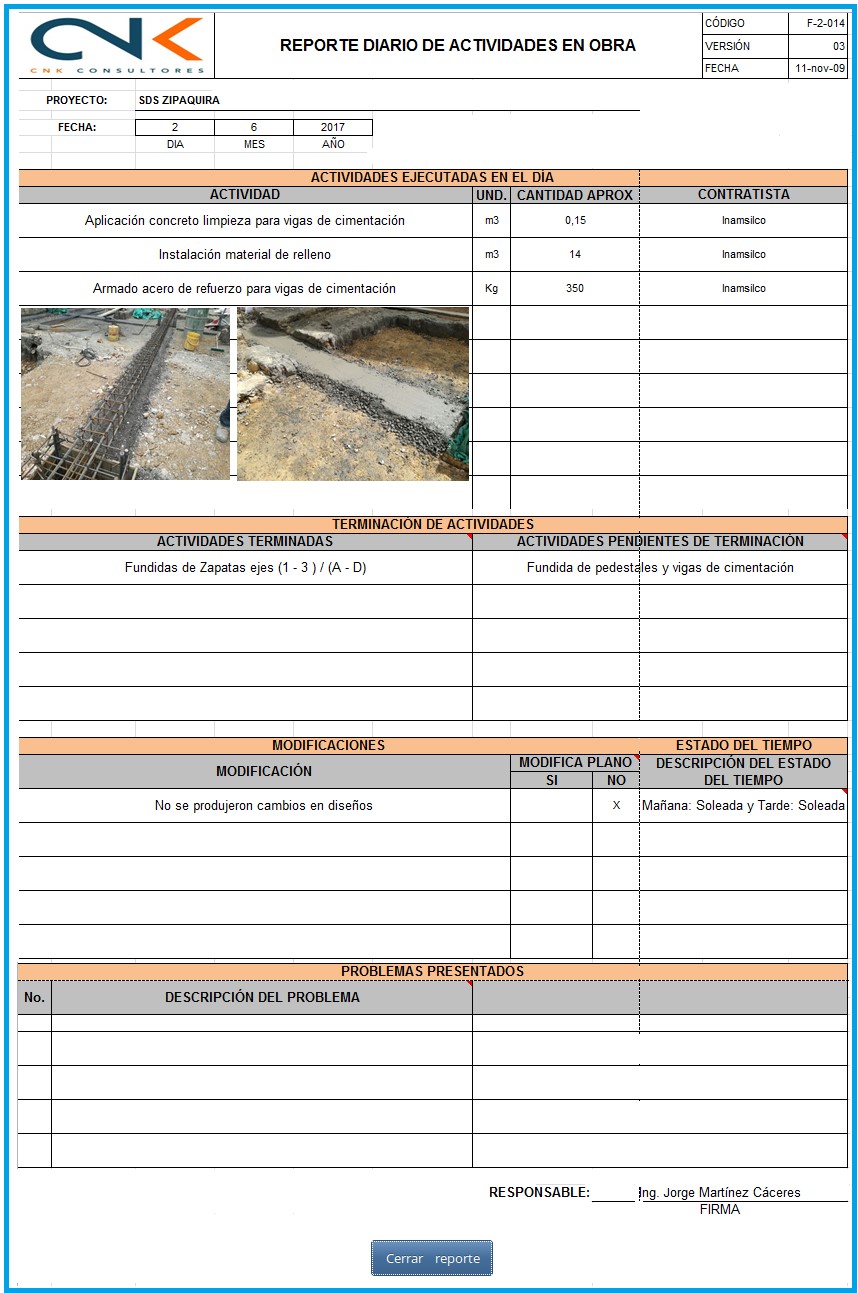 CNK
CNK CONSULTORES
REPORTE DIARIO DE ACTIVIDADES EN OBRA
CÓDIGO F-2-014
VERSIÓN 03
FECHA 11-nov-09
PROYECTO: SDS ZIPAQUIRA
FECHA: 2 6 2017
DIA MES AÑO
ACTIVIDADES EJECUTADAS EN EL DÍA
ACTIVIDAD UND. CANTIDAD APROX CONTRATISTA
Aplicación concreto limpieza para vigas de cimentación m3 0,15 Inamsilco
Instalación material de relleno m3 14 Inamsilco
Armado acero de refuerzo para vigas de cimentación Kg 350 Inamsilco
TERMINACIÓN DE ACTIVIDADES
ACTIVIDADES TERMINADAS ACTIVIDADES PENDIENTES DE TERMINACIÓN
Fundidas de Zapatas ejes (1 - 3 ) / (A - D) Fundida de pedestales y vigas de cimentación
MODIFICACIONES ESTADO DEL TIEMPO
MODIFICACIÓN MODIFICA PLANO DESCRIPCIÓN DEL ESTADO
SI NO DEL TIEMPO
No se produjeron cambios en diseños X Mañana: Soleada y Tarde: Soleada
PROBLEMAS PRESENTADOS
No. DESCRIPCIÓN DEL PROBLEMA
RESPONSABLE: Ing. Jorge Martínez Cáceres
FIRMA
Cerrar reporte